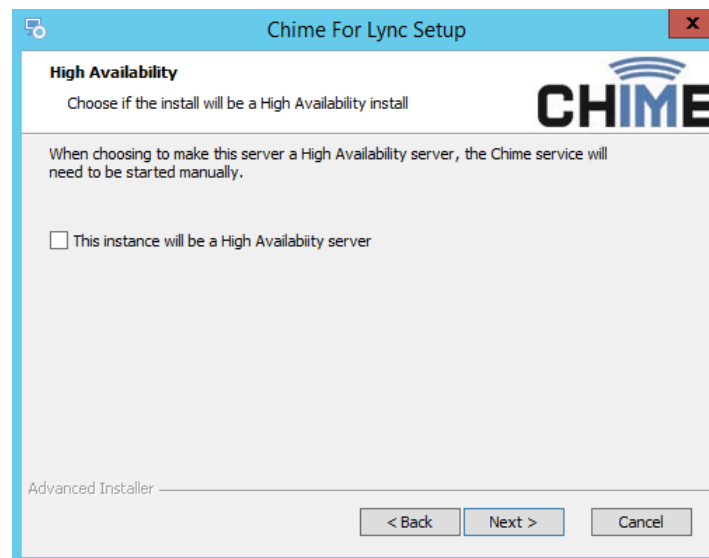 Chime For Lync Setup
x
High Availability
Choose if the install will be a High Availability install
CHIME
When choosing to make this server a High Availability server, the Chime service will
need to be started manually.
This instance will be a High Availabiity server
Advanced Installer
< Back
Next >
Cancel